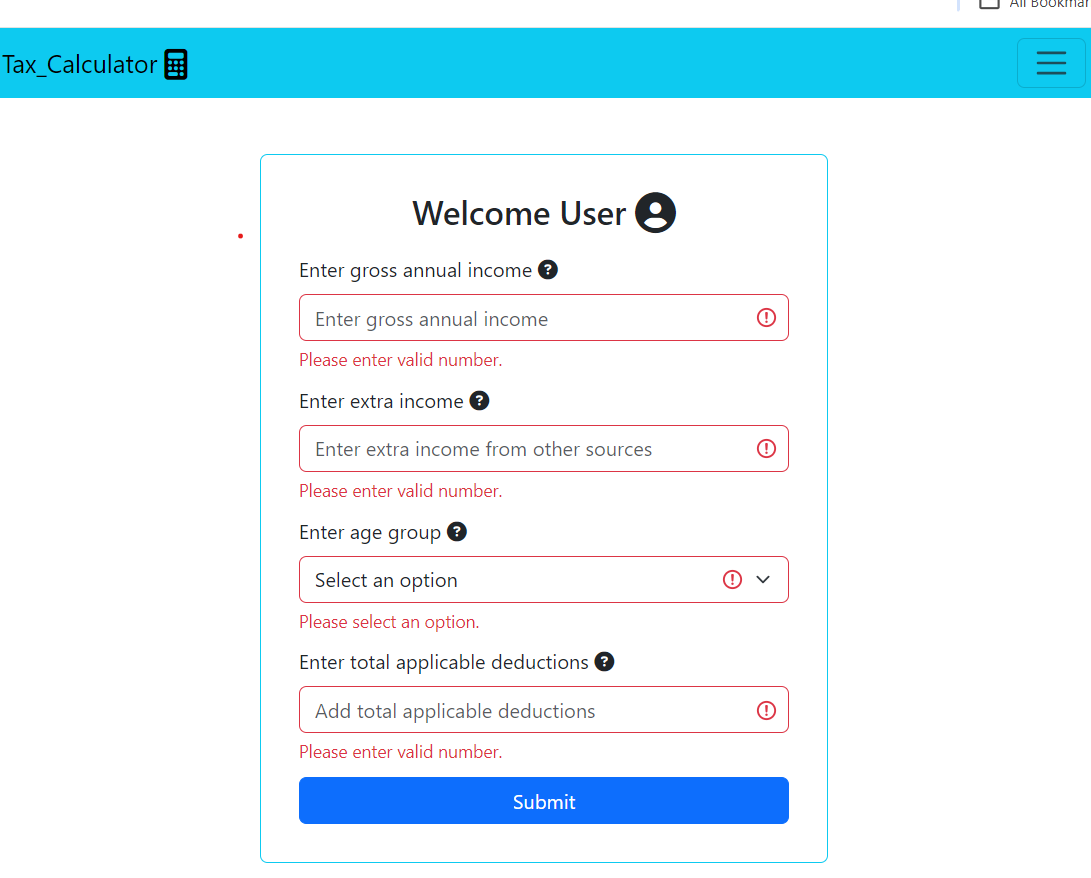 All Bookmar
Tax_Calculator
Welcome User
Enter gross annual income ?
Enter gross annual income
Please enter valid number.
Enter extra income ?
Enter extra income from other sources
Please enter valid number.
Enter age group ?
Select an option
Please select an option.
Enter total applicable deductions ?
Add total applicable deductions
Please enter valid number.
Submit